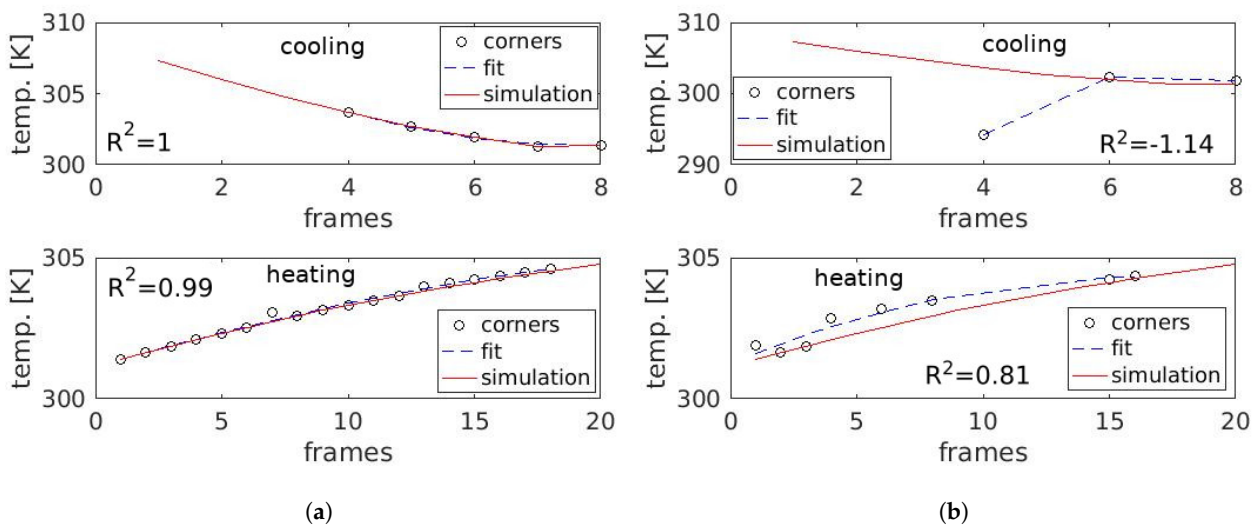 310
305
300
temp. [K]
cooling
corners
fit
simulation
R²=1
0 2 4 6 8
frames
310
300
290
temp. [K]
cooling
corners
fit
simulation
R²=-1.14
0 2 4 6 8
frames
305
300
temp. [K]
R²=0.99
heating
corners
fit
simulation
0 5 10 15 20
frames
305
300
temp. [K]
heating
corners
fit
simulation
R²=0.81
0 5 10 15 20
frames
(a)
(b)